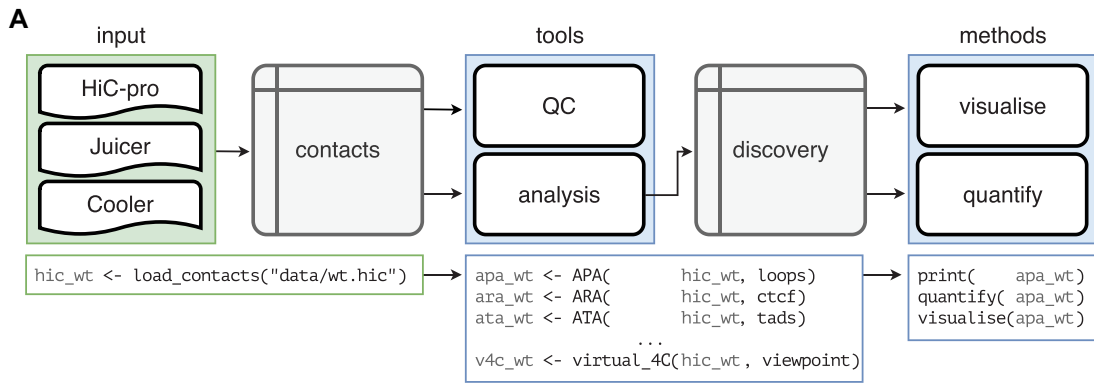 A
input
tools
methods
HiC-pro
Juicer
Cooler
contacts
QC
analysis
discovery
visualise
quantify
hic_wt <- load_contacts("data/wt.hic")
apa_wt <- APA(       hic_wt, loops)
ara_wt <- ARA(       hic_wt, ctcf)
ata_wt <- ATA(       hic_wt, tads)
...
v4c_wt <- virtual_4C(hic_wt, viewpoint)
print(    apa_wt)
quantify( apa_wt)
visualise(apa_wt)